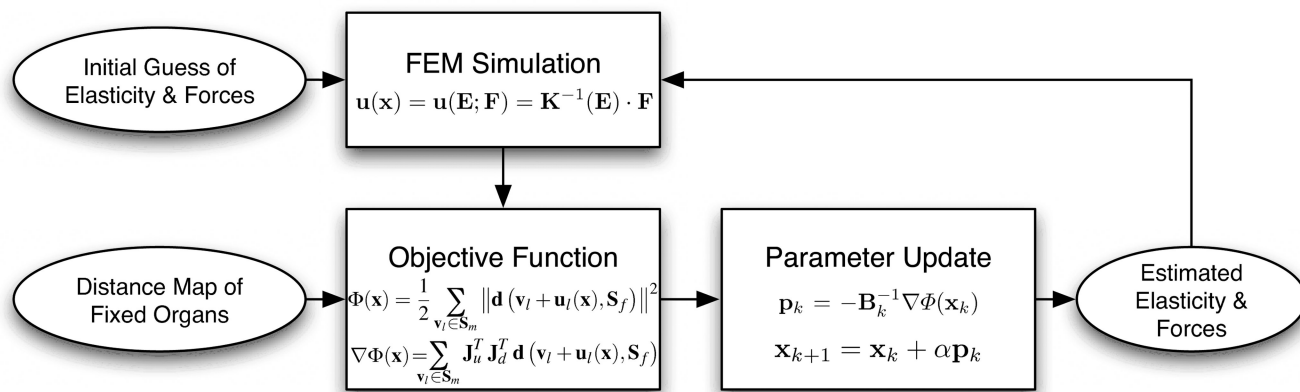 Initial Guess of
Elasticity & Forces
FEM Simulation
u(x) = u(E; F) = K⁻¹(E) · F
Distance Map of
Fixed Organs
Objective Function
Φ(x) = 1/2 ∑_{v_l∈S_m} ‖d (v_l + u_l(x), S_f)‖²
∇Φ(x) = ∑_{v_l∈S_m} J_u^T J_d^T d (v_l + u_l(x), S_f)
Parameter Update
p_k = −B_k^{−1}∇Φ(x_k)
x_{k+1} = x_k + αp_k
Estimated
Elasticity &
Forces